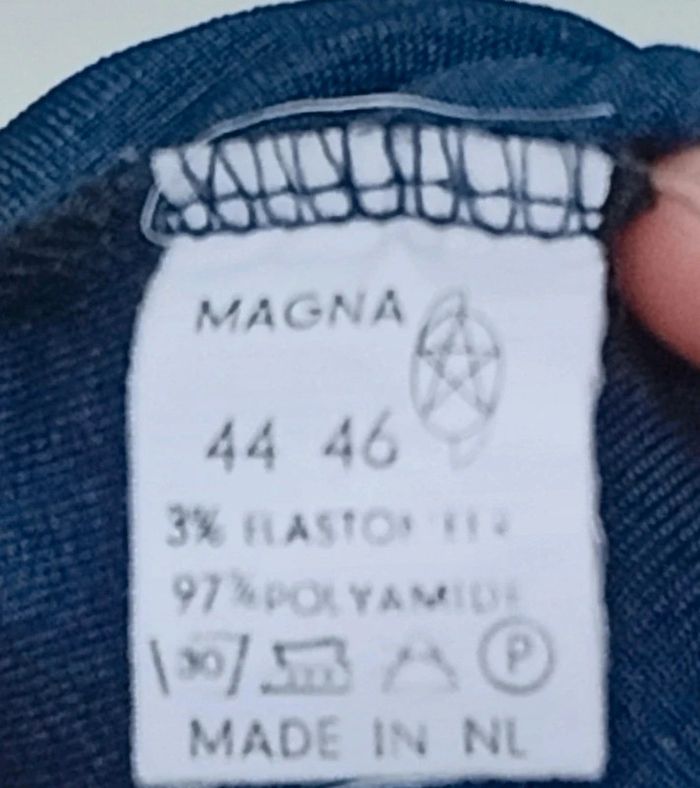 MAGNA
44 46
3%
97% POLYAMIDE
30 P
MADE IN NL